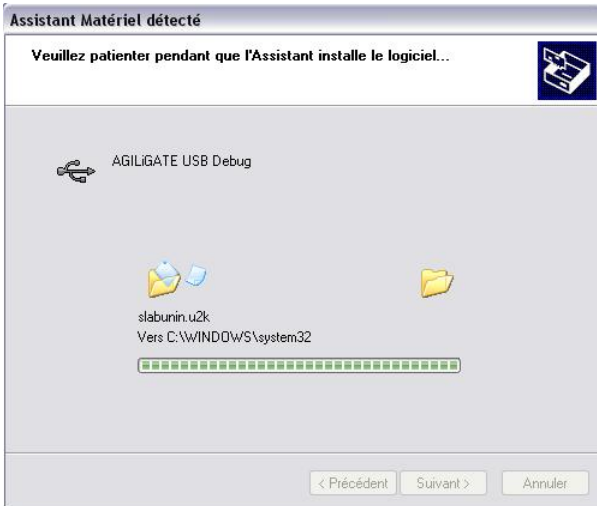 Assistant Matériel détecté
Veuillez patienter pendant que l'Assistant installe le logiciel...
AGILiGATE USB Debug
slabunin.u2k
Vers C:\WINDOWS\system32
< Précédent
Suivant >
Annuler